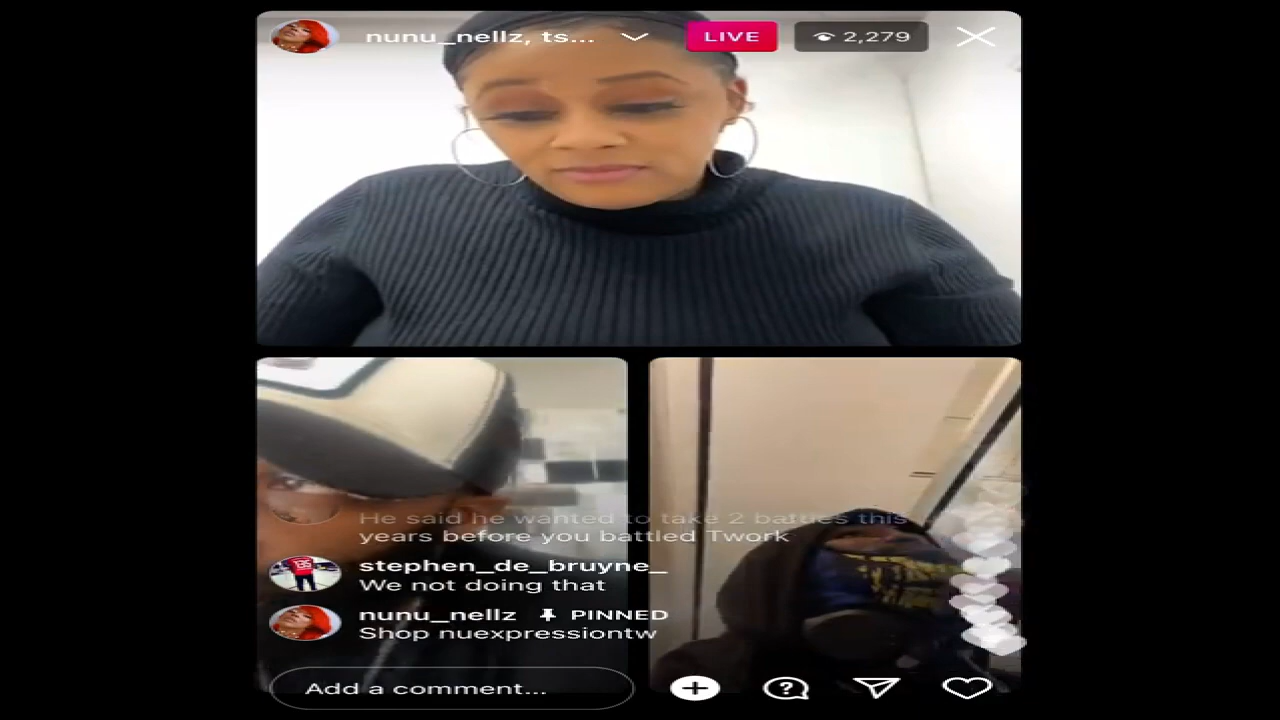 nunu_nellz, ts...
LIVE
2,279
He said he wanted to take 2 battles this
years before you battled Twork
stephen_de_bruyne_
We not doing that
nunu_nellz PINNED
Shop nuexpressiontw
Add a comment...